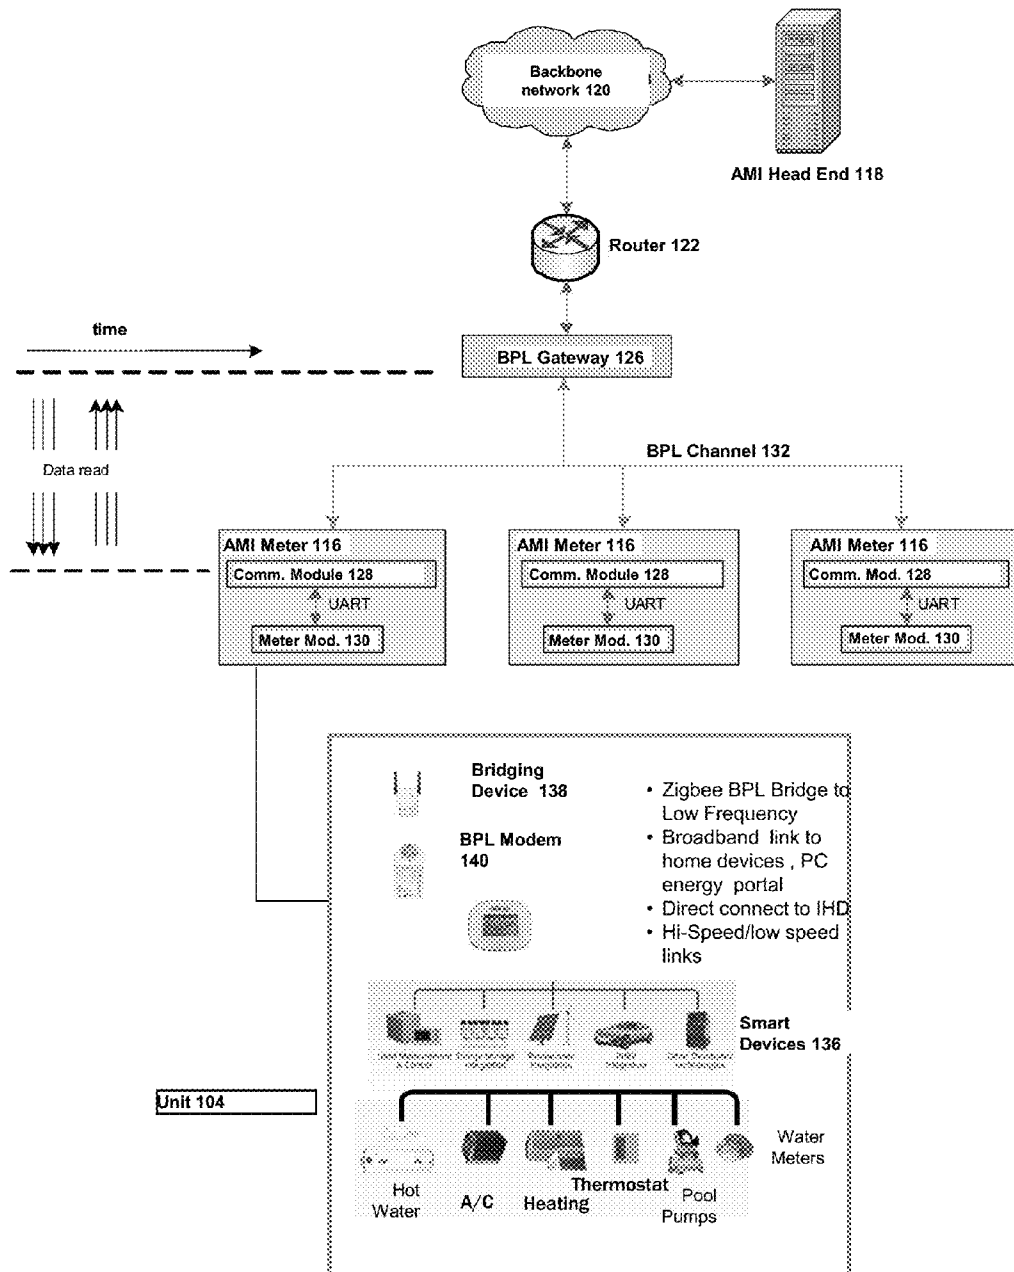 Backbone
network 120
AMI Head End 118
Router 122
time
BPL Gateway 126
BPL Channel 132
Data read
AMI Meter 116
Comm. Module 128
UART
Meter Mod. 130
AMI Meter 116
Comm. Module 128
UART
Meter Mod. 130
AMI Meter 116
Comm. Mod. 128
UART
Meter Mod. 130
Bridging
Device 138
BPL Modem
140
• Zigbee BPL Bridge to
Low Frequency
• Broadband link to
home devices , PC
energy portal
• Direct connect to IHD
• Hi-Speed/low speed
links
Smart
Devices 136
Unit 104
Hot
Water
A/C
Heating
Thermostat
Pool
Pumps
Water
Meters